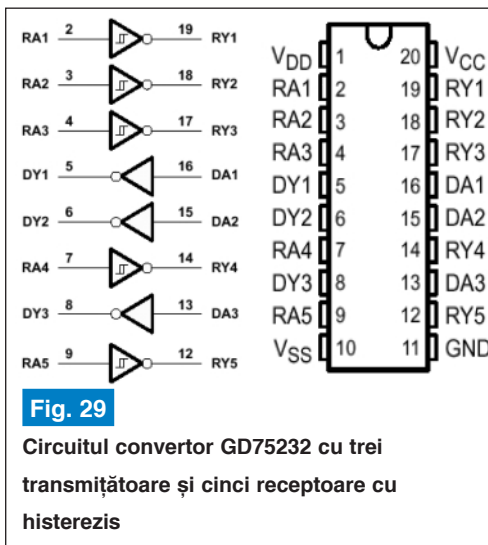 RA1 2 19 RY1
RA2 3 18 RY2
RA3 4 17 RY3
DY1 5 16 DA1
DY2 6 15 DA2
RA4 7 14 RY4
DY3 8 13 DA3
RA5 9 12 RY5
VDD 1 20 VCC
RA1 2 19 RY1
RA2 3 18 RY2
RA3 4 17 RY3
DY1 5 16 DA1
DY2 6 15 DA2
RA4 7 14 RY4
DY3 8 13 DA3
RA5 9 12 RY5
VSS 10 11 GND
Fig. 29
Circuitul convertor GD75232 cu trei
transmițătoare și cinci receptoare cu
histerezis